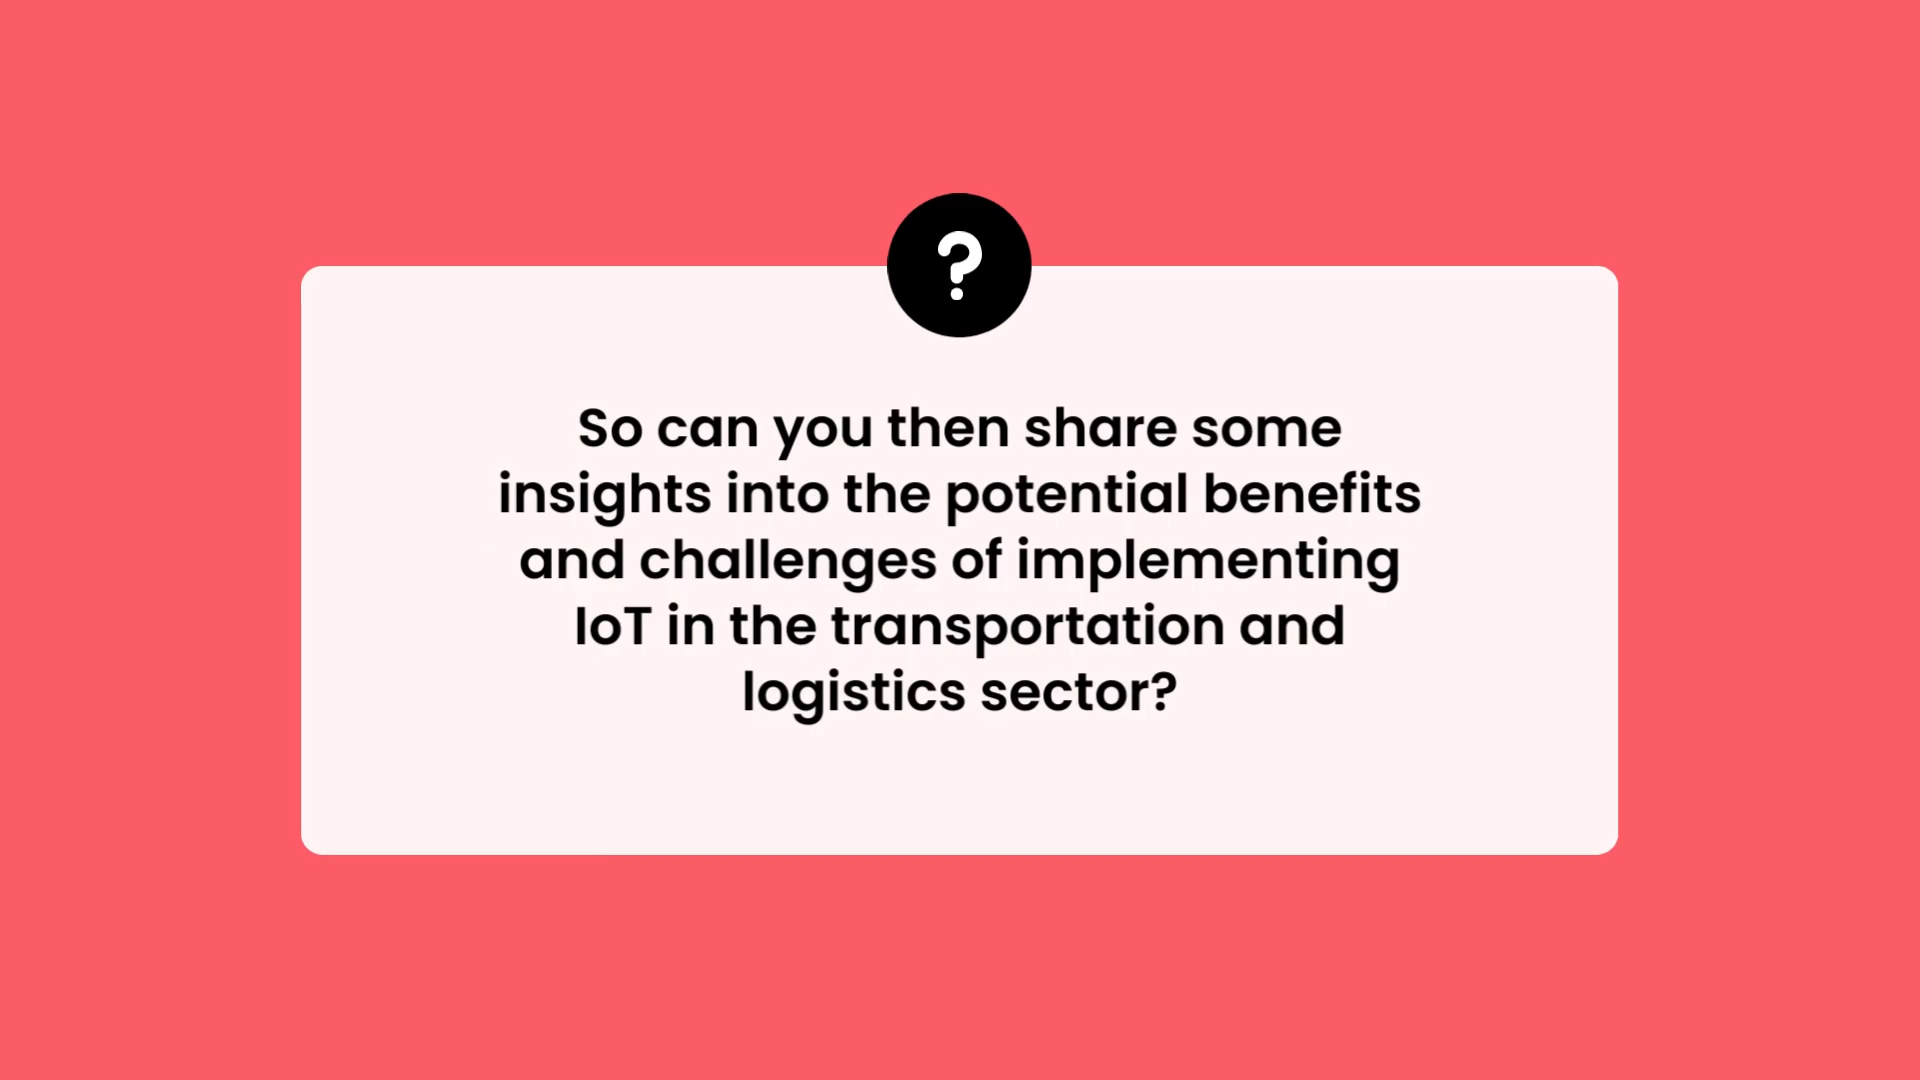 ?
So can you then share some
insights into the potential benefits
and challenges of implementing
IoT in the transportation and
logistics sector?